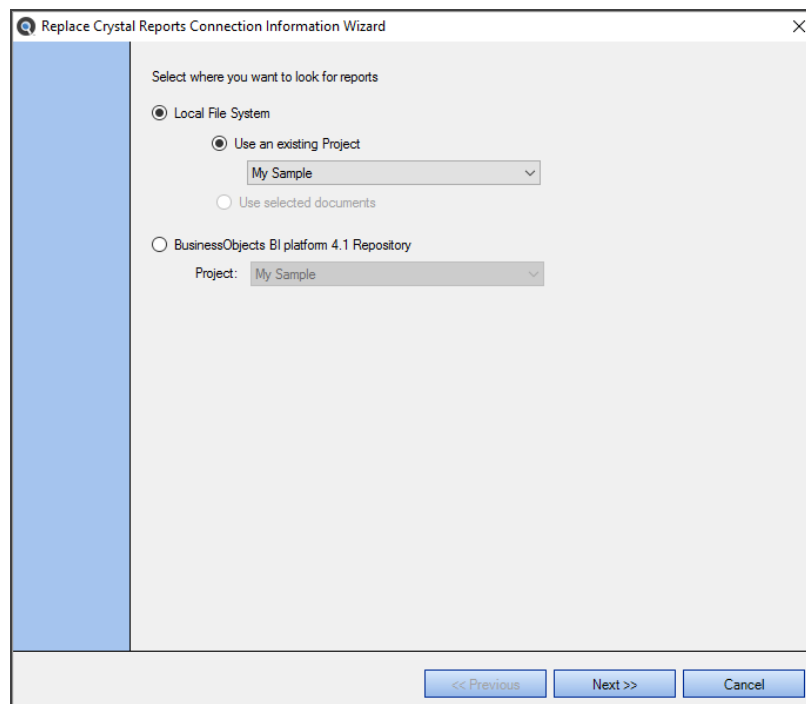 Replace Crystal Reports Connection Information Wizard
Select where you want to look for reports
Local File System
Use an existing Project
My Sample
Use selected documents
BusinessObjects BI platform 4.1 Repository
Project: My Sample
<< Previous Next >> Cancel